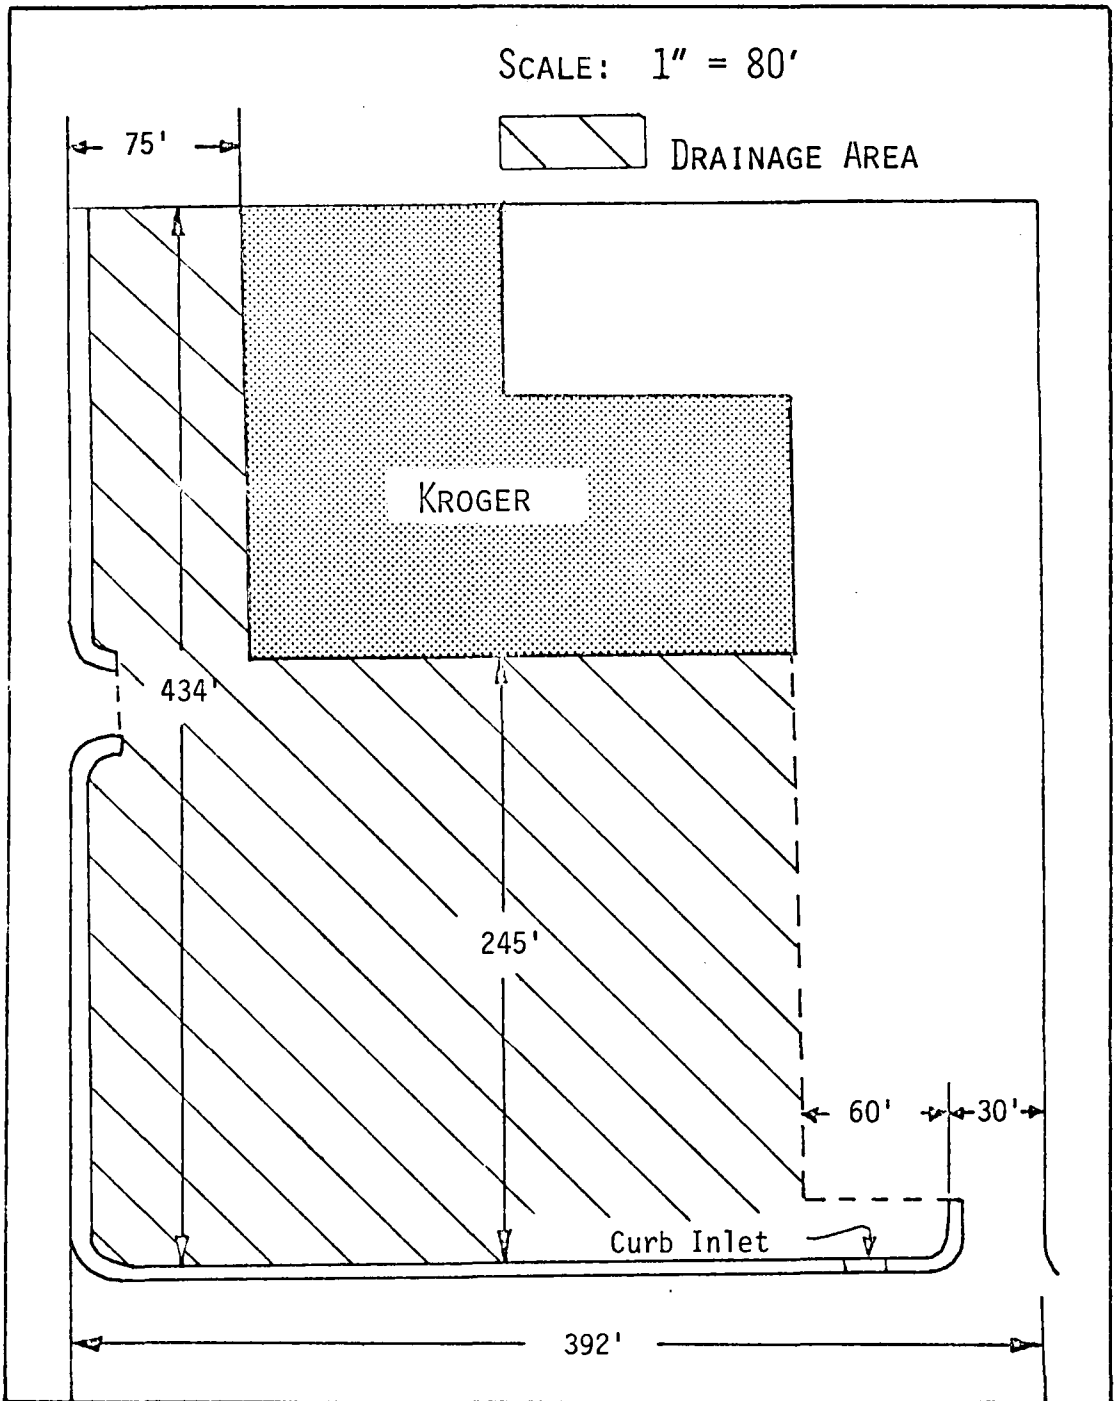 SCALE: 1" = 80'
DRAINAGE AREA
75'
KROGER
434'
245'
60'
30'
Curb Inlet
392'